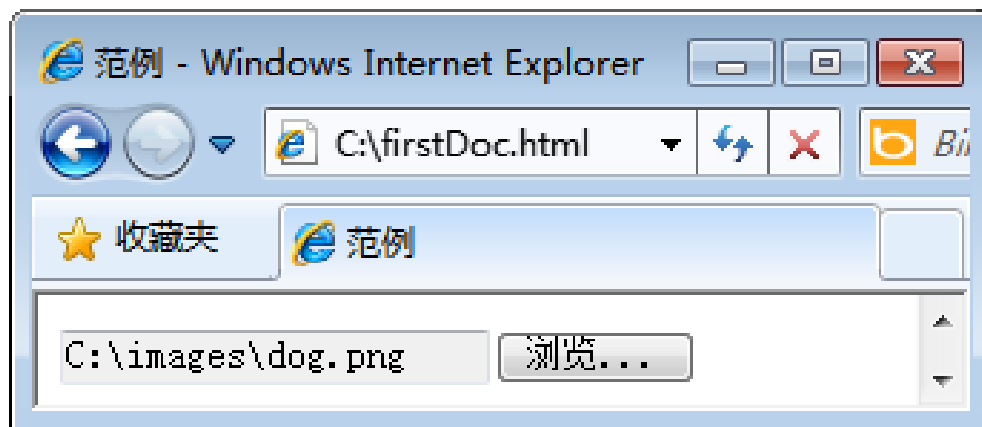 范例 - Windows Internet Explorer
C:\firstDoc.html
收藏夹 范例
C:\images\dog.png 浏览...